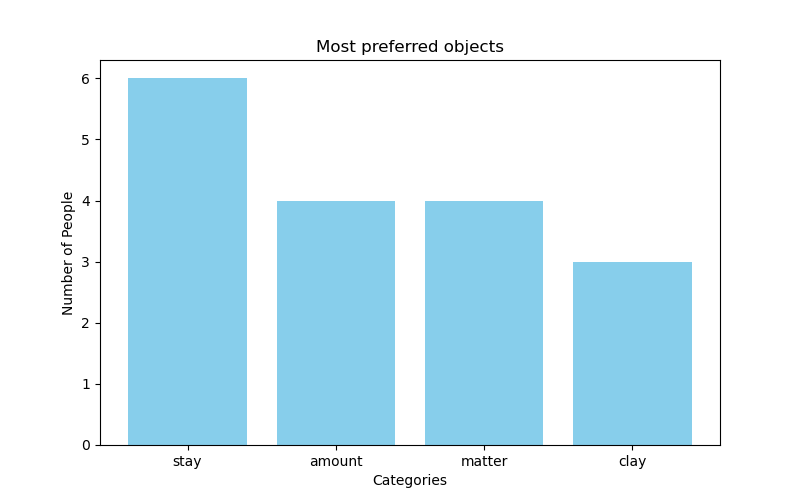 Most preferred objects
Number of People
6
5
4
3
2
1
0
stay amount matter clay
Categories